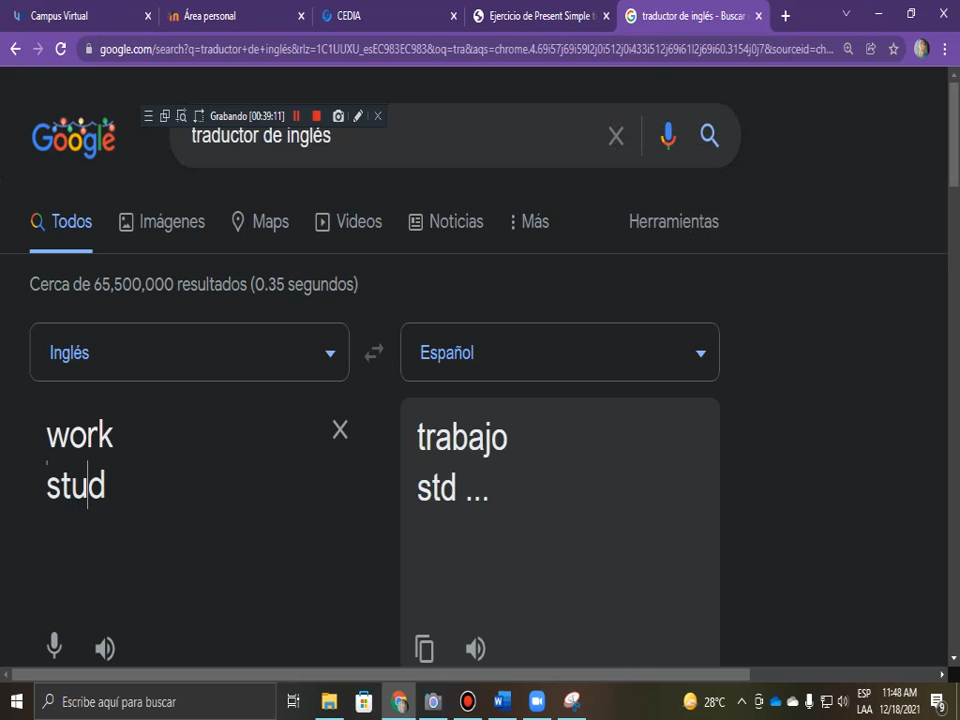 Campus Virtual
Área personal
CEDIA
Ejercicio de Present Simple t
traductor de inglés - Buscar
google.com/search?q=traductor+de+inglés&rlz=1C1UUXU_esEC983EC983&oq=tra&aqs=chrome.4.69i57j69i59l2j0i512j0i433i512j69i61l2j69i60.3154j0j7&sourceid=ch...
Grabando [00:39:11]
Google
traductor de inglés
Todos
Imágenes
Maps
Videos
Noticias
Más
Herramientas
Cerca de 65,500,000 resultados (0.35 segundos)
Inglés
Español
work
stud
trabajo
std ...
Escribe aquí para buscar
28°C
ESP
LAA
11:48 AM
12/18/2021
9